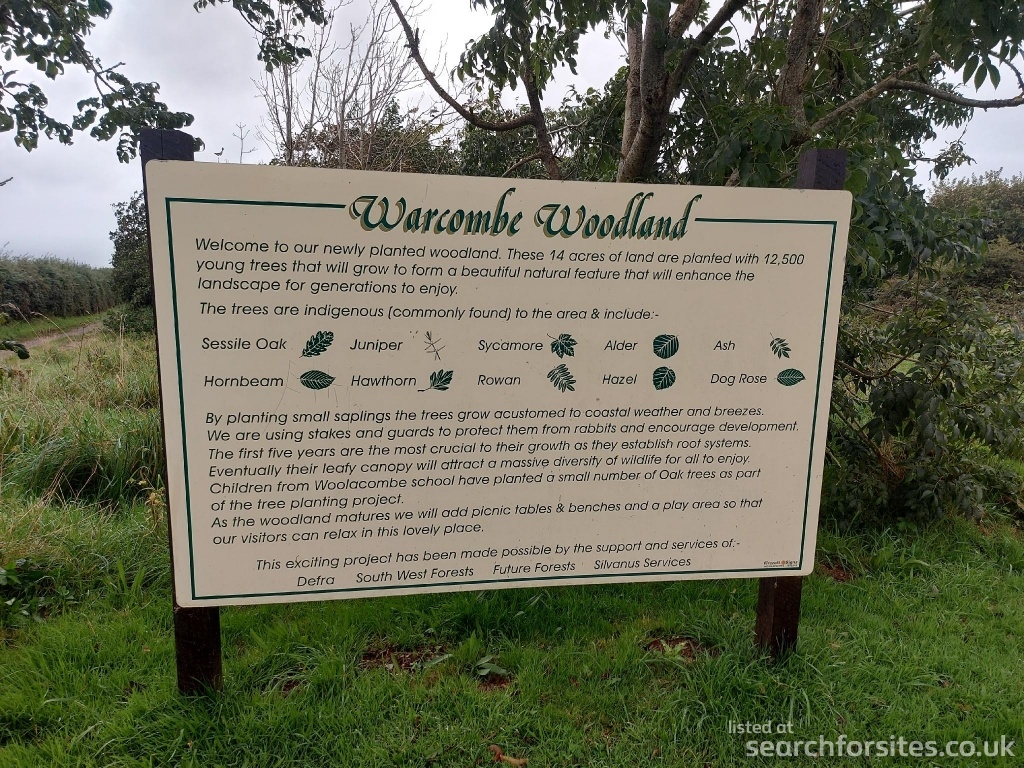 Warcombe Woodland
Welcome to our newly planted woodland. These 14 acres of land are planted with 12,500
young trees that will grow to form a beautiful natural feature that will enhance the
landscape for generations to enjoy.
The trees are indigenous (commonly found) to the area & include:-
Sessile Oak Juniper Sycamore Alder Ash
Hornbeam Hawthorn Rowan Hazel Dog Rose
By planting small saplings the trees grow acustomed to coastal weather and breezes.
We are using stakes and guards to protect them from rabbits and encourage development.
The first five years are the most crucial to their growth as they establish root systems.
Eventually their leafy canopy will attract a massive diversity of wildlife for all to enjoy.
Children from Woolacombe school have planted a small number of Oak trees as part
of the tree planting project.
As the woodland matures we will add picnic tables & benches and a play area so that
our visitors can relax in this lovely place.
This exciting project has been made possible by the support and services of:-
Defra South West Forests Future Forests Silvanus Services
listed at
searchforsites.co.uk